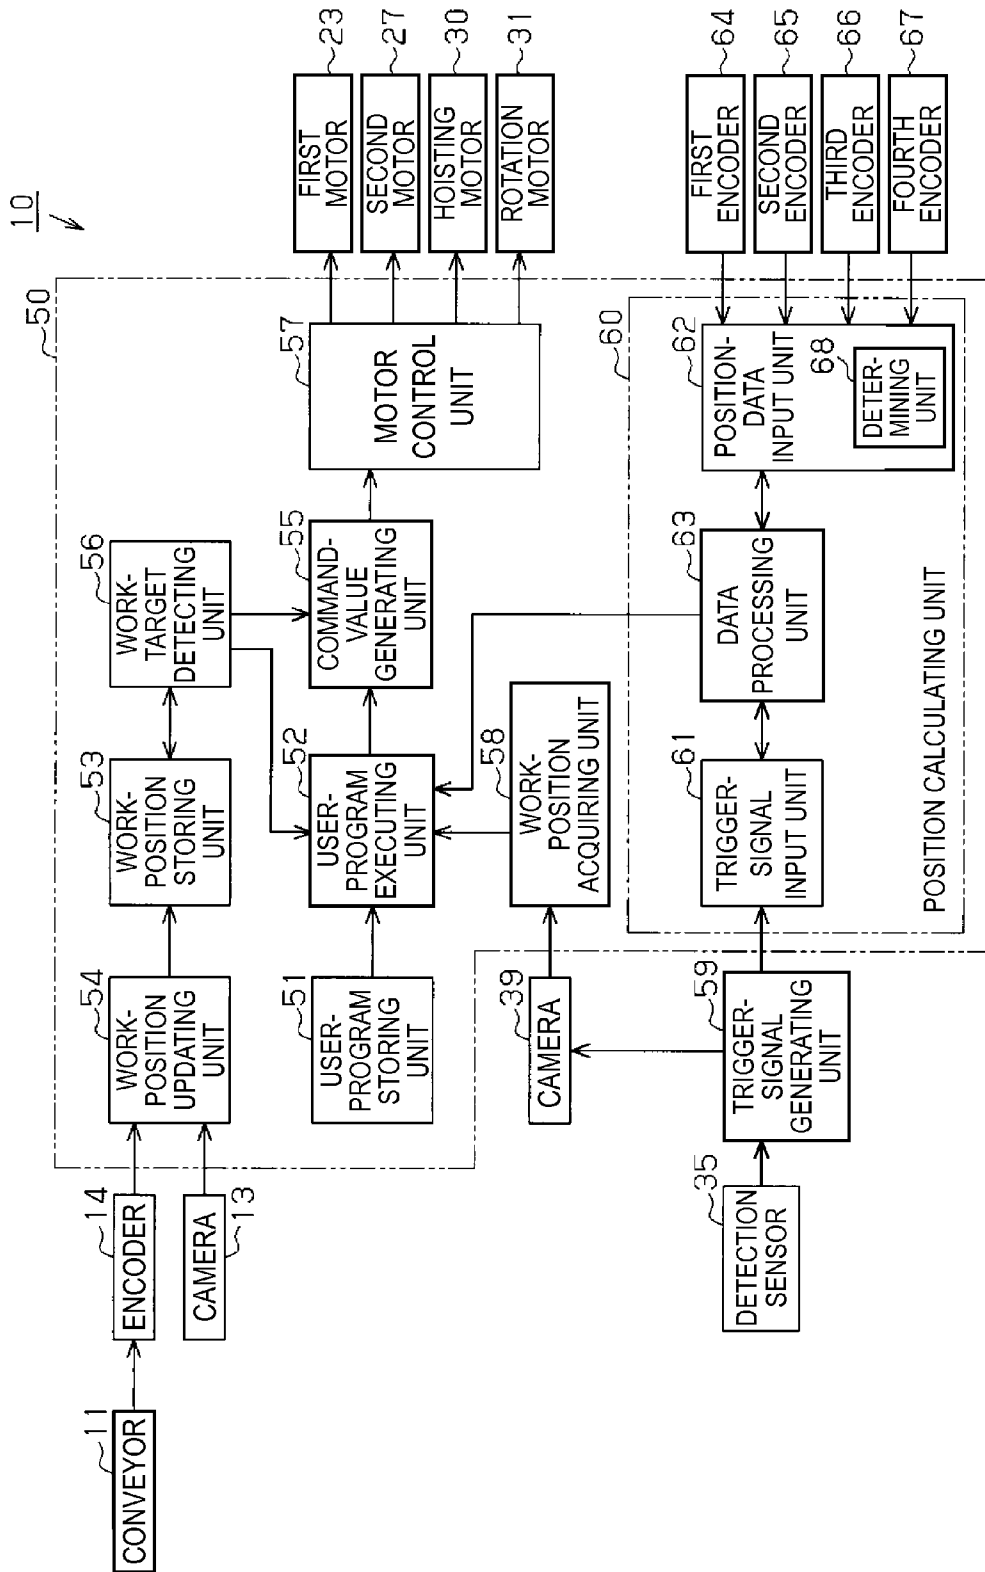 10
50
CONVEYOR
11
ENCODER
14
CAMERA
13
WORK-
POSITION
UPDATING
UNIT
54
WORK-
POSITION
STORING
UNIT
53
WORK-
TARGET
DETECTING
UNIT
56
USER-
PROGRAM
STORING
UNIT
51
USER-
PROGRAM
EXECUTING
UNIT
52
COMMAND-
VALUE
GENERATING
UNIT
55
MOTOR
CONTROL
UNIT
57
FIRST
MOTOR
23
SECOND
MOTOR
27
HOISTING
MOTOR
30
ROTATION
MOTOR
31
CAMERA
39
WORK-
POSITION
ACQUIRING UNIT
58
DETECTION
SENSOR
35
TRIGGER-
SIGNAL
GENERATING
UNIT
59
60
TRIGGER-
SIGNAL
INPUT UNIT
61
DATA
PROCESSING
UNIT
63
POSITION-
DATA
INPUT UNIT
62
DETER-
MINING
UNIT
68
POSITION CALCULATING UNIT
FIRST
ENCODER
64
SECOND
ENCODER
65
THIRD
ENCODER
66
FOURTH
ENCODER
67